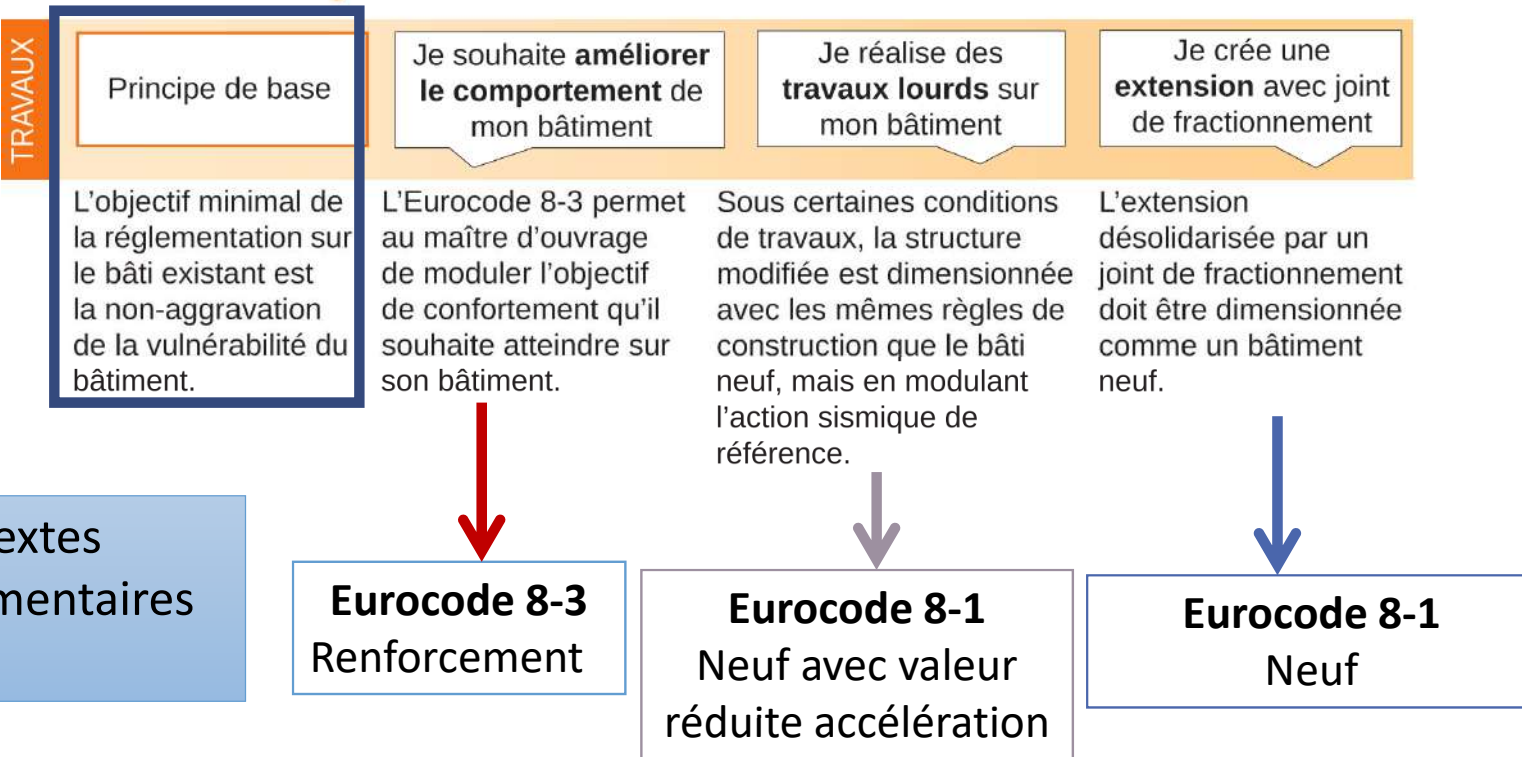 TRAVAUX
Principe de base
Je souhaite améliorer
le comportement de
mon bâtiment
Je réalise des
travaux lourds sur
mon bâtiment
Je crée une
extension avec joint
de fractionnement
L'objectif minimal de
la réglementation sur
le bâti existant est
la non-aggravation
de la vulnérabilité du
bâtiment.
L'Eurocode 8-3 permet
au maître d'ouvrage
de moduler l'objectif
de confortement qu'il
souhaite atteindre sur
son bâtiment.
Sous certaines conditions
de travaux, la structure
modifiée est dimensionnée
avec les mêmes règles de
construction que le bâti
neuf, mais en modulant
l'action sismique de
référence.
L'extension
désolidarisée par un
joint de fractionnement
doit être dimensionnée
comme un bâtiment
neuf.
extes
mentaires
Eurocode 8-3
Renforcement
Eurocode 8-1
Neuf avec valeur
réduite accélération
Eurocode 8-1
Neuf